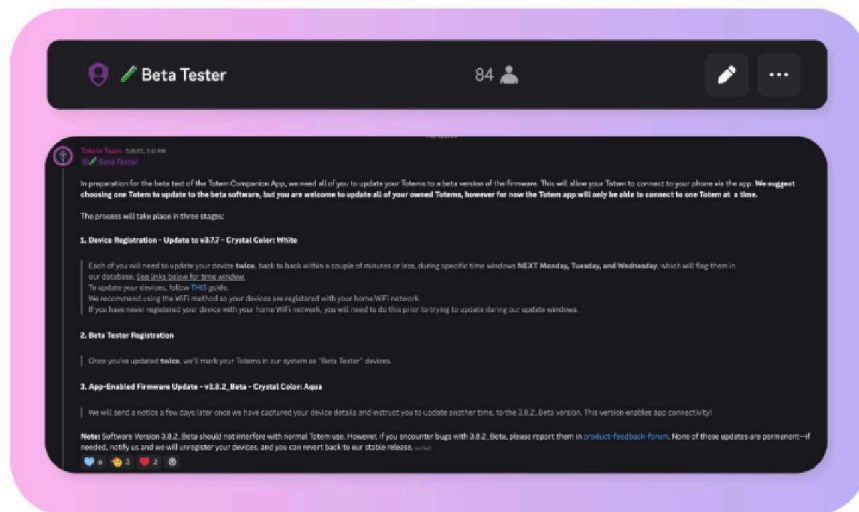 Beta Tester
84
Totem Team
Beta Tester
In preparation for the beta test of the Totem Companion App, we need all of you to update your Totems to a beta version of the firmware. This will allow your Totem to connect to your phone via the app. We suggest
choosing one Totem to update to the beta software, but you are welcome to update all of your owned Totems, however for now the Totem app will only be able to connect to one Totem at a time.
The process will take place in three stages:
1. Device Registration - Update to v3.7.7 - Crystal Color: White
Each of you will need to update your device twice, back to back within a couple of minutes or less, during specific time windows NEXT Monday, Tuesday, and Wednesday, which will flag them in
our database. See links below for time window.
To update your devices, follow THIS guide.
We recommend using the WiFi method so your devices are registered with your home WiFi network.
If you have never registered your device with your home WiFi network, you will need to do this prior to trying to update during our update windows.
2. Beta Tester Registration
Once you've updated twice, we'll mark your Totems in our system as "Beta Tester" devices.
3. App-Enabled Firmware Update - v3.8.2_Beta - Crystal Color: Aqua
We will send a notice a few days later once we have captured your device details and instruct you to update another time, to the 3.8.2_Beta version. This version enables app connectivity!
Note: Software Version 3.8.2_Beta should not interfere with normal Totem use. However, if you encounter bugs with 3.8.2_Beta, please report them in product-feedback-forum. None of these updates are permanent—if
needed, notify us and we will unregister your devices, and you can revert back to our stable release.
6 3 2